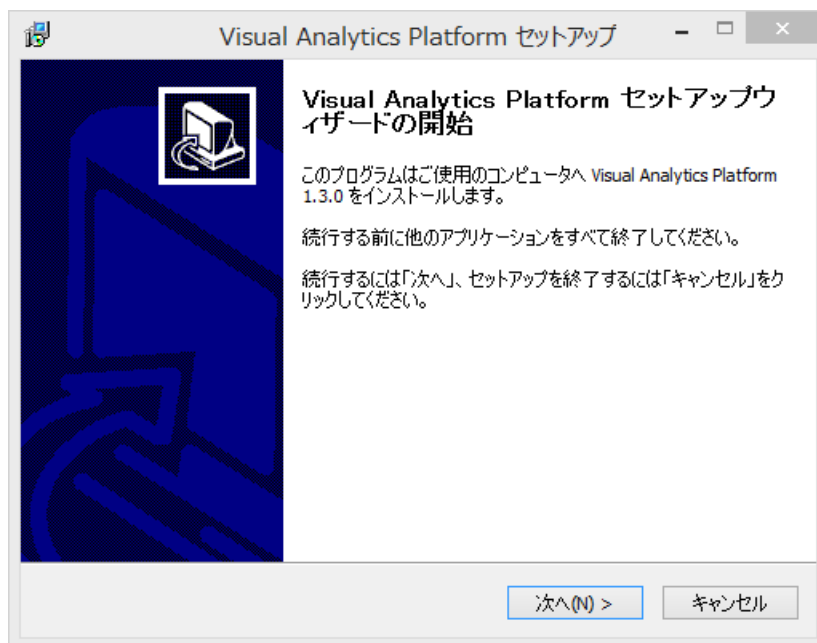 Visual Analytics Platform セットアップ
Visual Analytics Platform セットアップウ
ィザードの開始
このプログラムはご使用のコンピュータへ Visual Analytics Platform
1.3.0 をインストールします。
続行する前に他のアプリケーションをすべて終了してください。
続行するには「次へ」、セットアップを終了するには「キャンセル」をク
リックしてください。
次へ(N) >
キャンセル